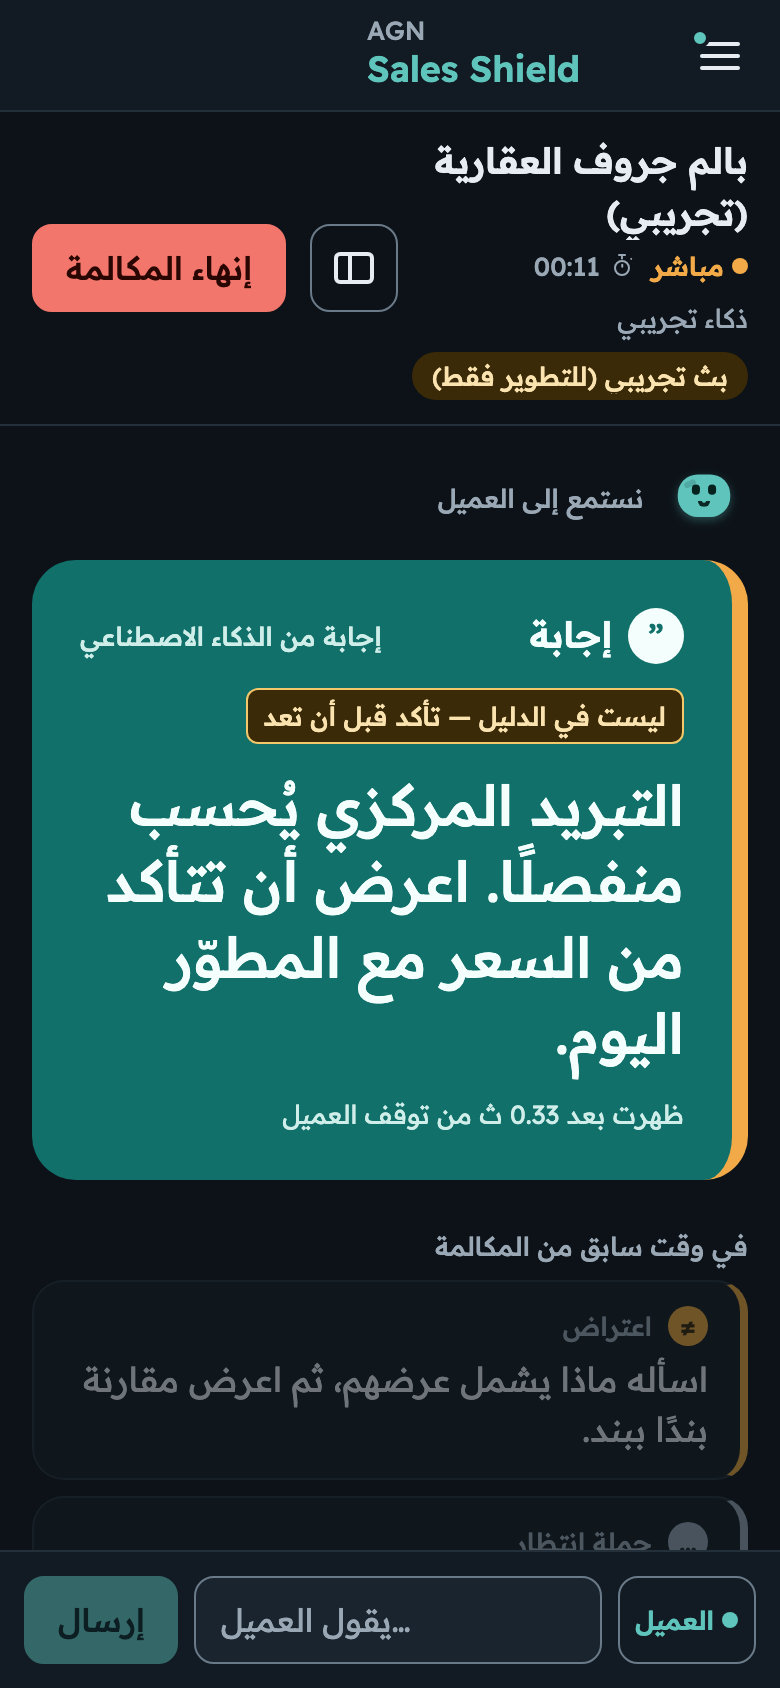 AGN
Sales Shield
بالم جروف العقارية
(تجريبي)
مباشر 00:11
ذكاء تجريبي
بث تجريبي (للتطوير فقط)
إنهاء المكالمة
نستمع إلى العميل
إجابة
إجابة من الذكاء الاصطناعي
ليست في الدليل — تأكد قبل أن تعد
التبريد المركزي يُحسب
منفصلًا. اعرض أن تتأكد
من السعر مع المطوّر
اليوم.
ظهرت بعد 0.33 ث من توقف العميل
في وقت سابق من المكالمة
≠ اعتراض
اسأله ماذا يشمل عرضهم، ثم اعرض مقارنة
بندًا ببند.
جملة انتظار
العميل
يقول العميل...
إرسال